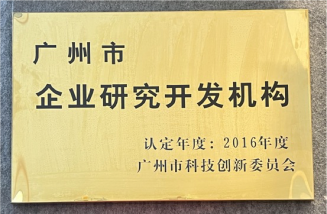 广州市
企业研究开发机构
认定年度：2016年度
广州市科技创新委员会